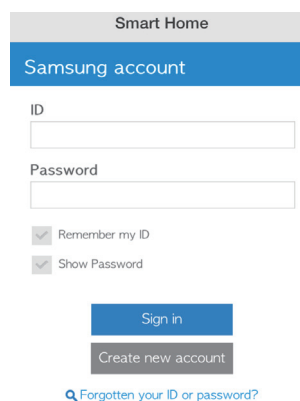 Smart Home
Samsung account
ID
Password
Remember my ID
Show Password
Sign in
Create new account
Forgotten your ID or password?